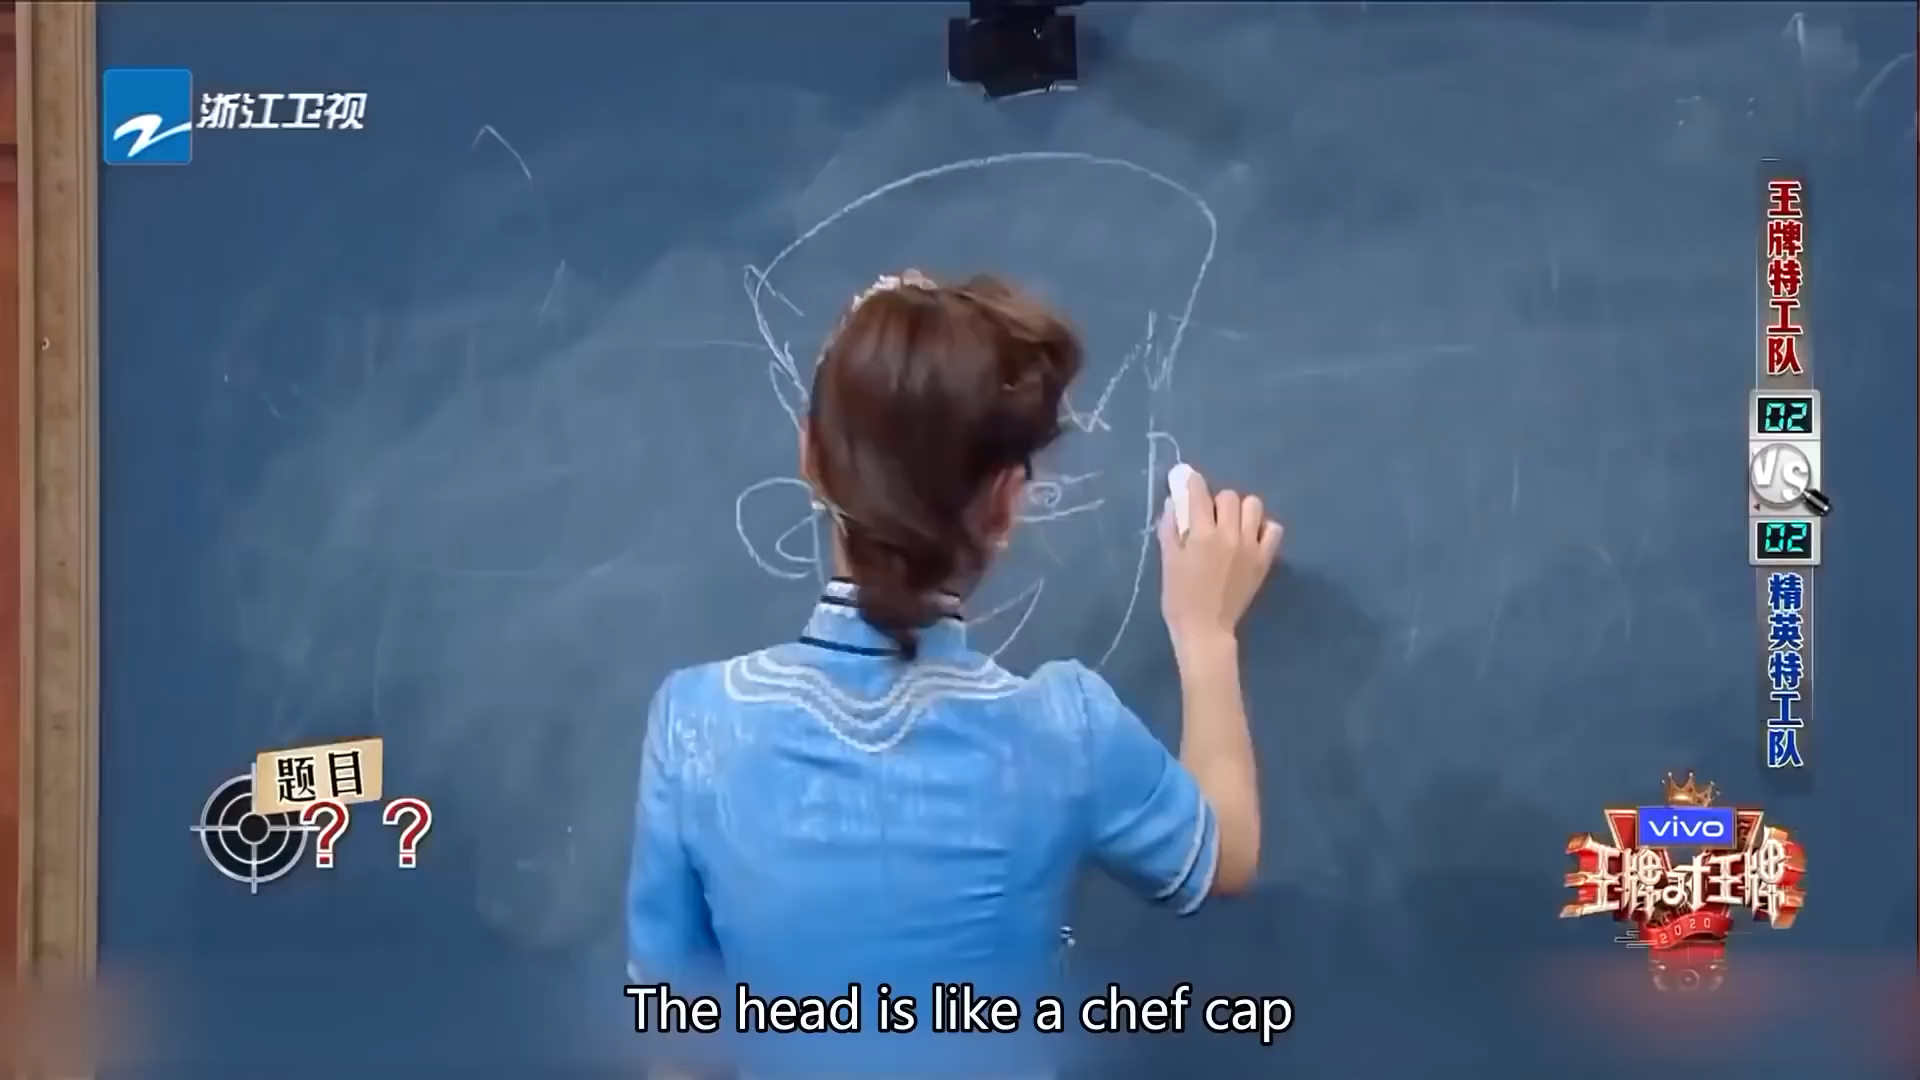 浙江卫视
王牌特工队
02
VS
02
精英特工队
题目
? ?
vivo
王牌对王牌
2020
The head is like a chef cap